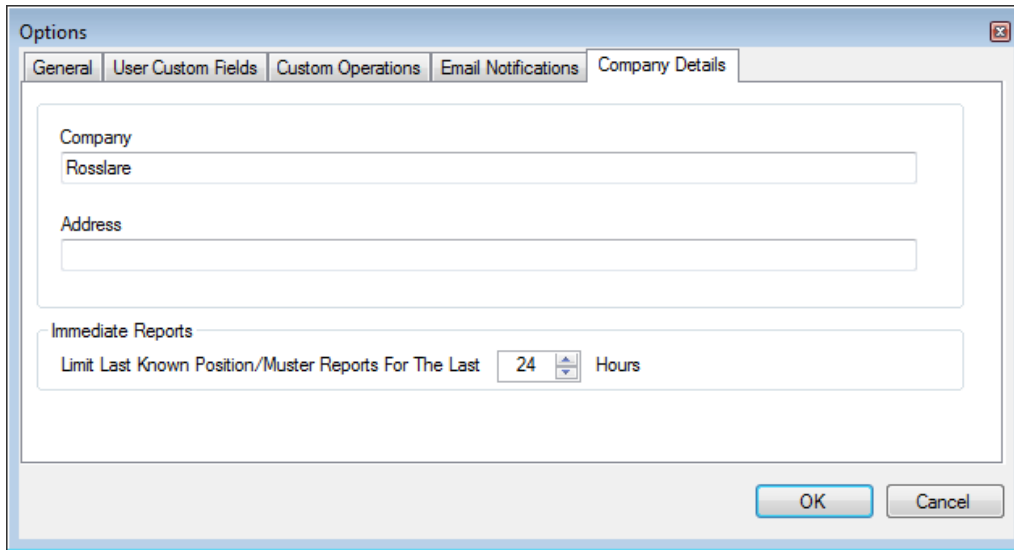 Options
General
User Custom Fields
Custom Operations
Email Notifications
Company Details
Company
Rosslare
Address
Immediate Reports
Limit Last Known Position/Muster Reports For The Last 24 Hours
OK
Cancel